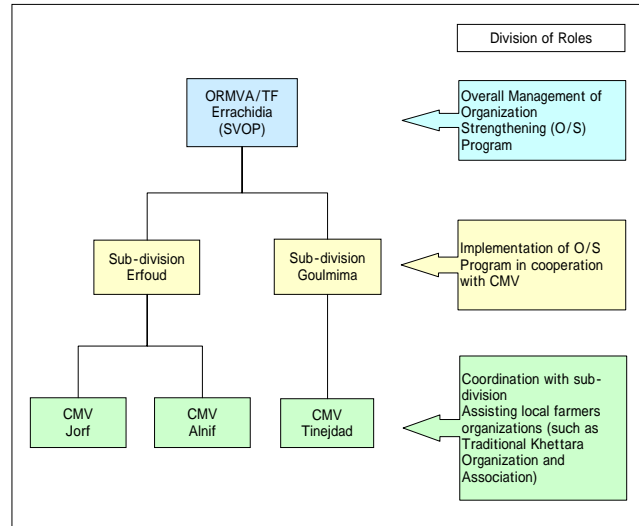 Division of Roles
ORMVA/TF
Errachidia
(SVOP)
Overall Management of
Organization
Strengthening (O/S)
Program
Sub-division
Erfoud
Sub-division
Goulmima
Implementation of O/S
Program in cooperation
with CMV
CMV
Jorf
CMV
Alnif
CMV
Tinejdad
Coordination with sub-
division
Assisting local farmers
organizations (such as
Traditional Khettara
Organization and
Association)